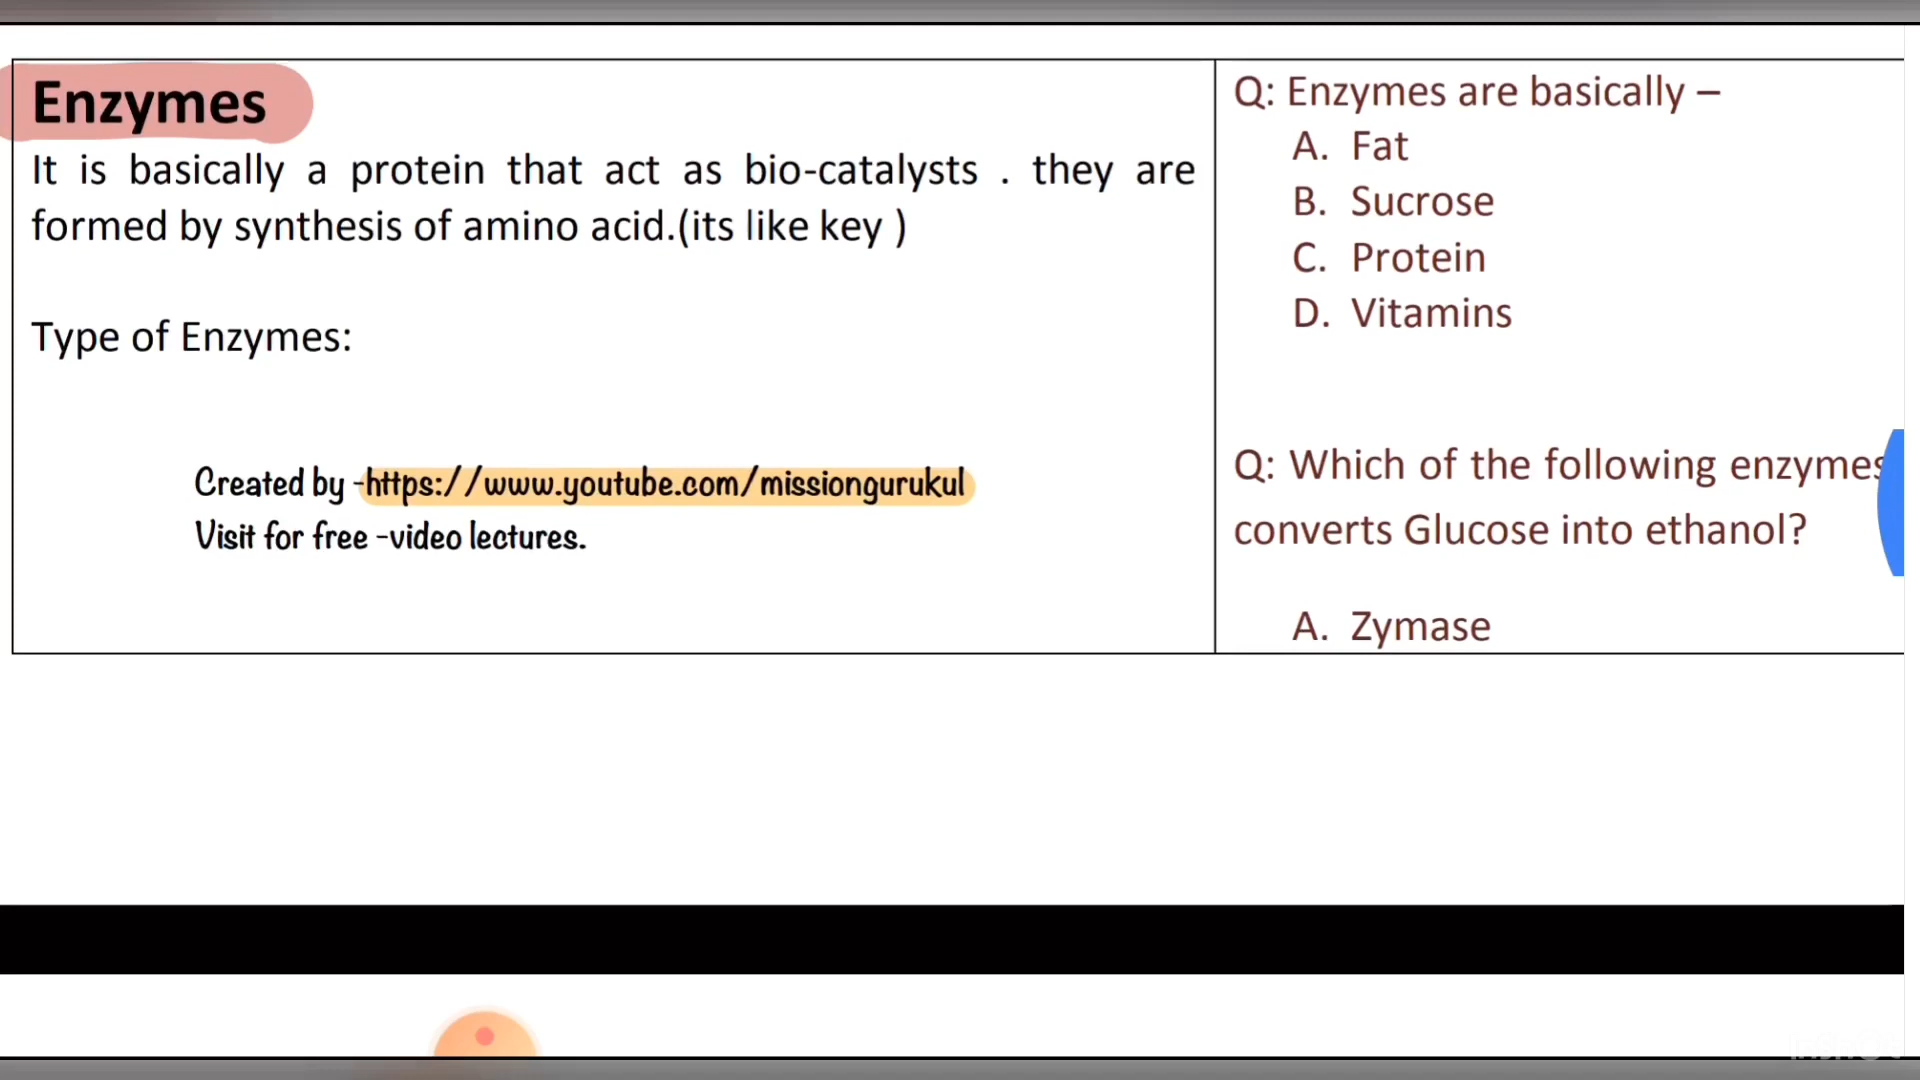 Enzymes
It is basically a protein that act as bio-catalysts . they are
formed by synthesis of amino acid.(its like key )
Type of Enzymes:
Created by -https://www.youtube.com/missiongurukul
Visit for free -video lectures.
Q: Enzymes are basically –
A. Fat
B. Sucrose
C. Protein
D. Vitamins
Q: Which of the following enzymes
converts Glucose into ethanol?
A. Zymase